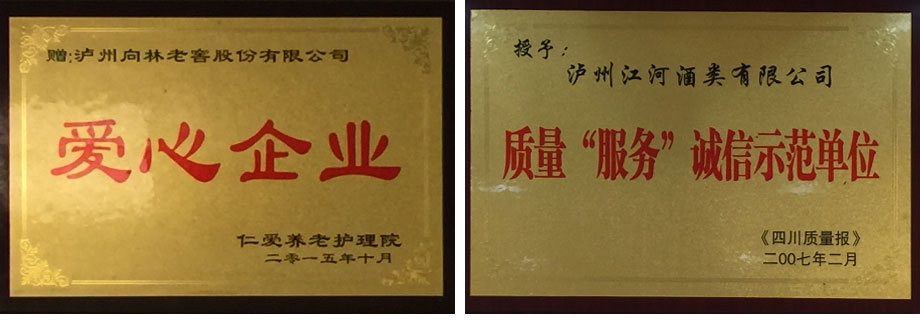 赠:泸州向林老窖股份有限公司
爱心企业
仁爱养老护理院
二零一五年十月
授予：
泸州江河酒类有限公司
质量“服务”诚信示范单位
《四川质量报》
二00七年二月